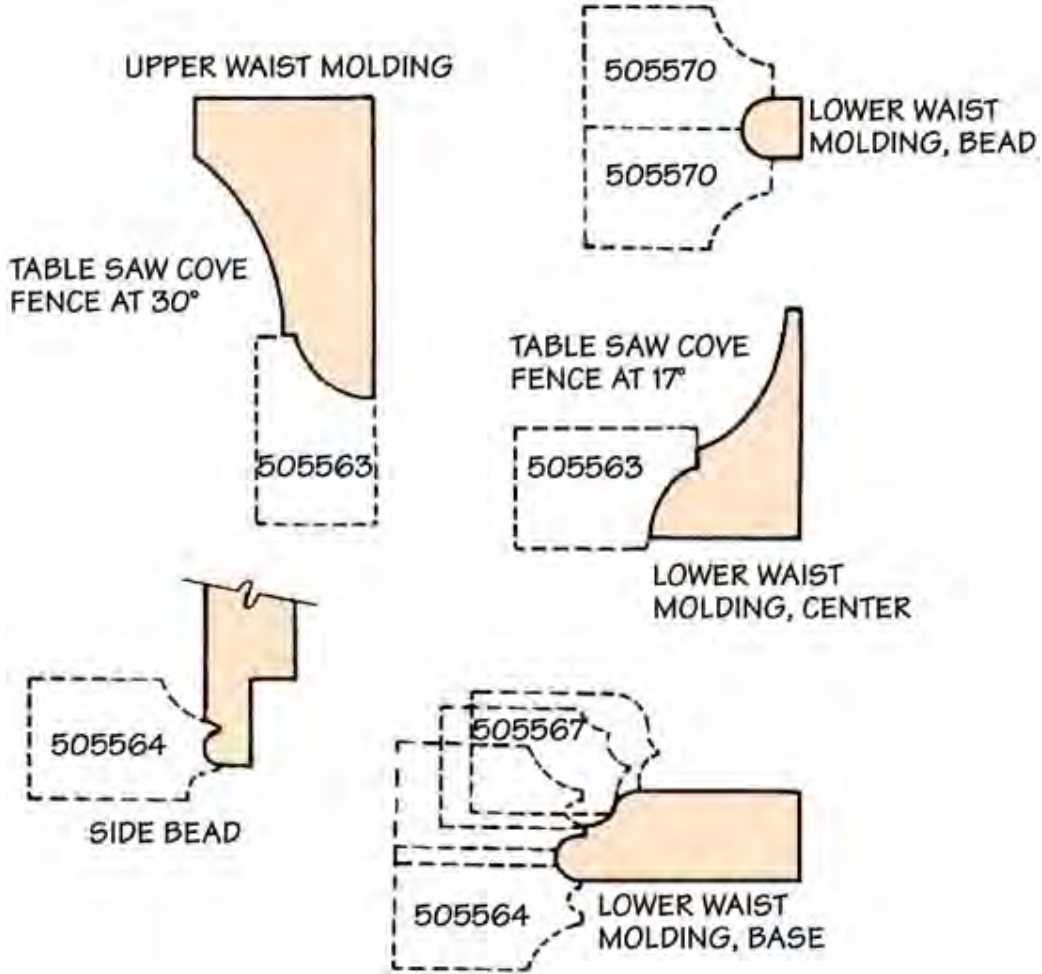 UPPER WAIST MOLDING
505570
LOWER WAIST
MOLDING, BEAD
505570
TABLE SAW COVE
FENCE AT 30°
505563
TABLE SAW COVE
FENCE AT 17°
505563
LOWER WAIST
MOLDING, CENTER
505564
SIDE BEAD
505567
505564
LOWER WAIST
MOLDING, BASE